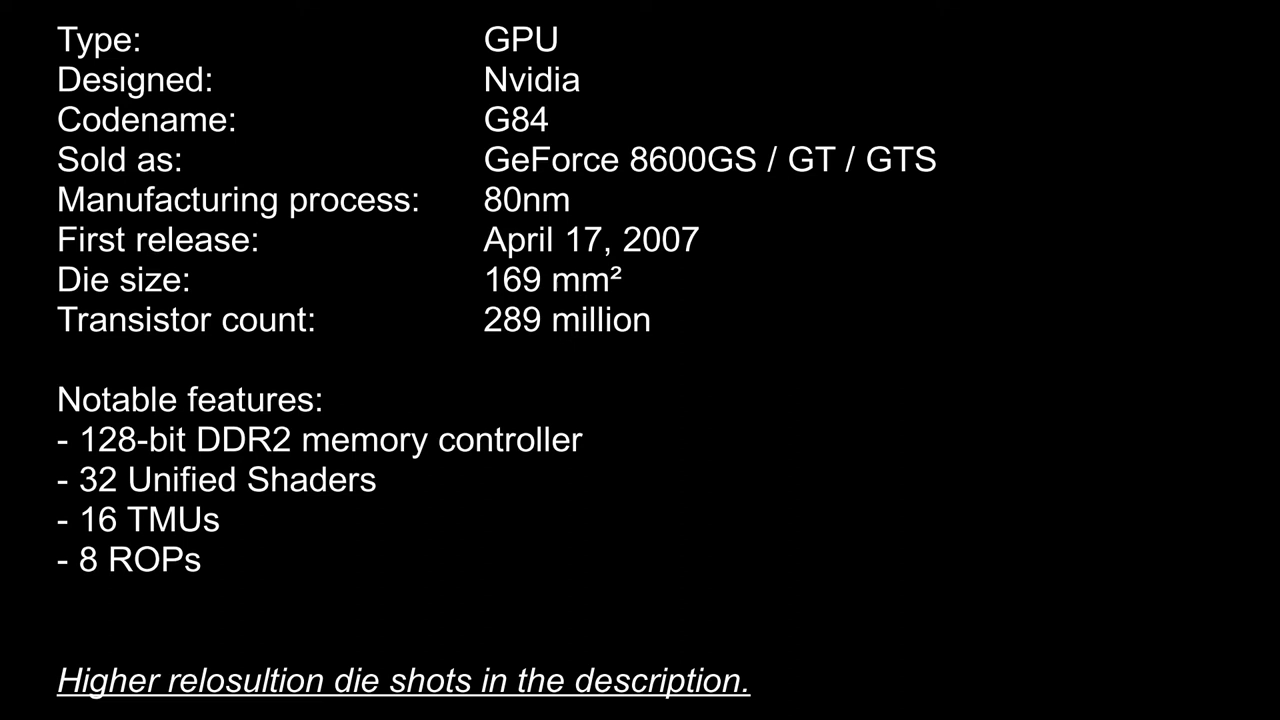 Type: GPU
Designed: Nvidia
Codename: G84
Sold as: GeForce 8600GS / GT / GTS
Manufacturing process: 80nm
First release: April 17, 2007
Die size: 169 mm²
Transistor count: 289 million
Notable features:
- 128-bit DDR2 memory controller
- 32 Unified Shaders
- 16 TMUs
- 8 ROPs
Higher relosultion die shots in the description.